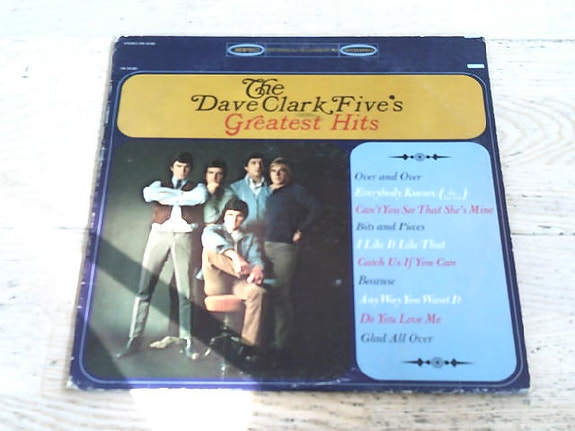 The
Dave Clark Five's
Greatest Hits
Over and Over
Everybody Knows
Can't You See That She's Mine
Bits and Pieces
I Like It Like That
Catch Us If You Can
Because
Any Way You Want It
Do You Love Me
Glad All Over